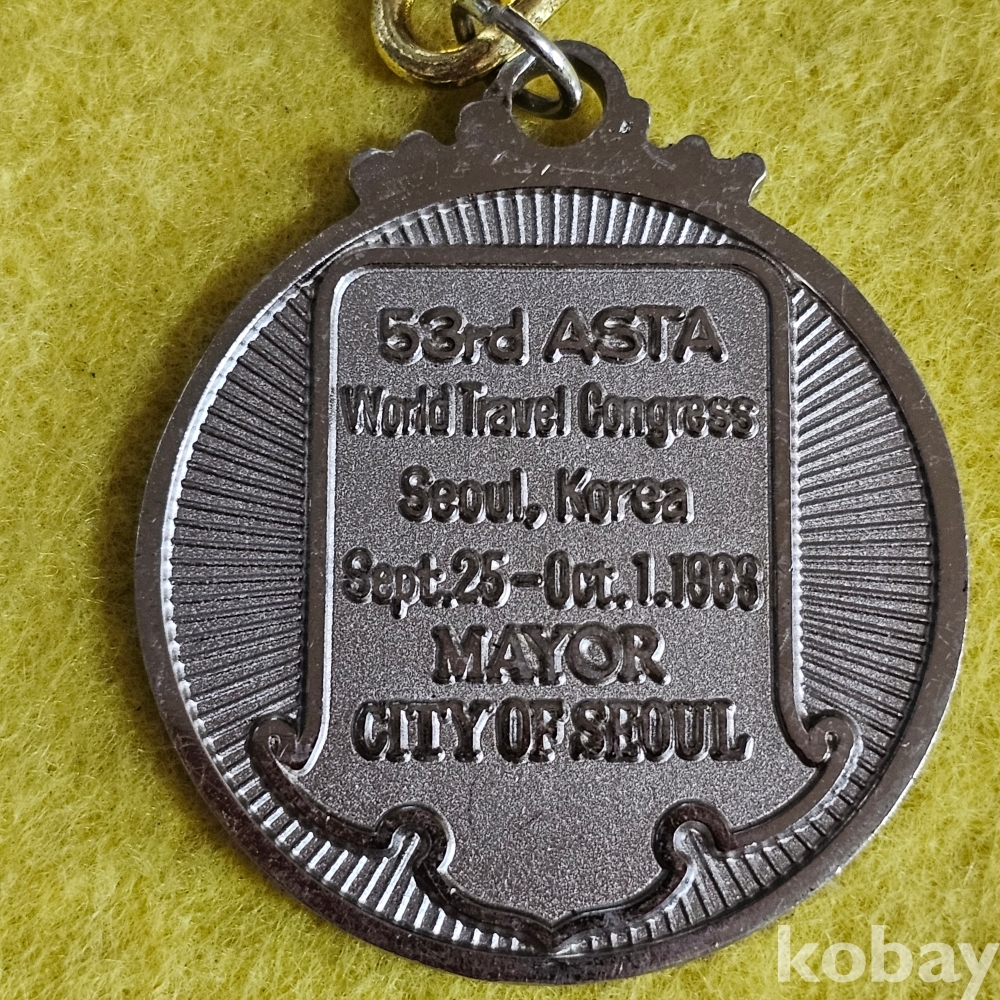 53rd ASTA
World Travel Congress
Seoul, Korea
Sept.25-Oct.1.1983
MAYOR
CITY OF SEOUL
kobay